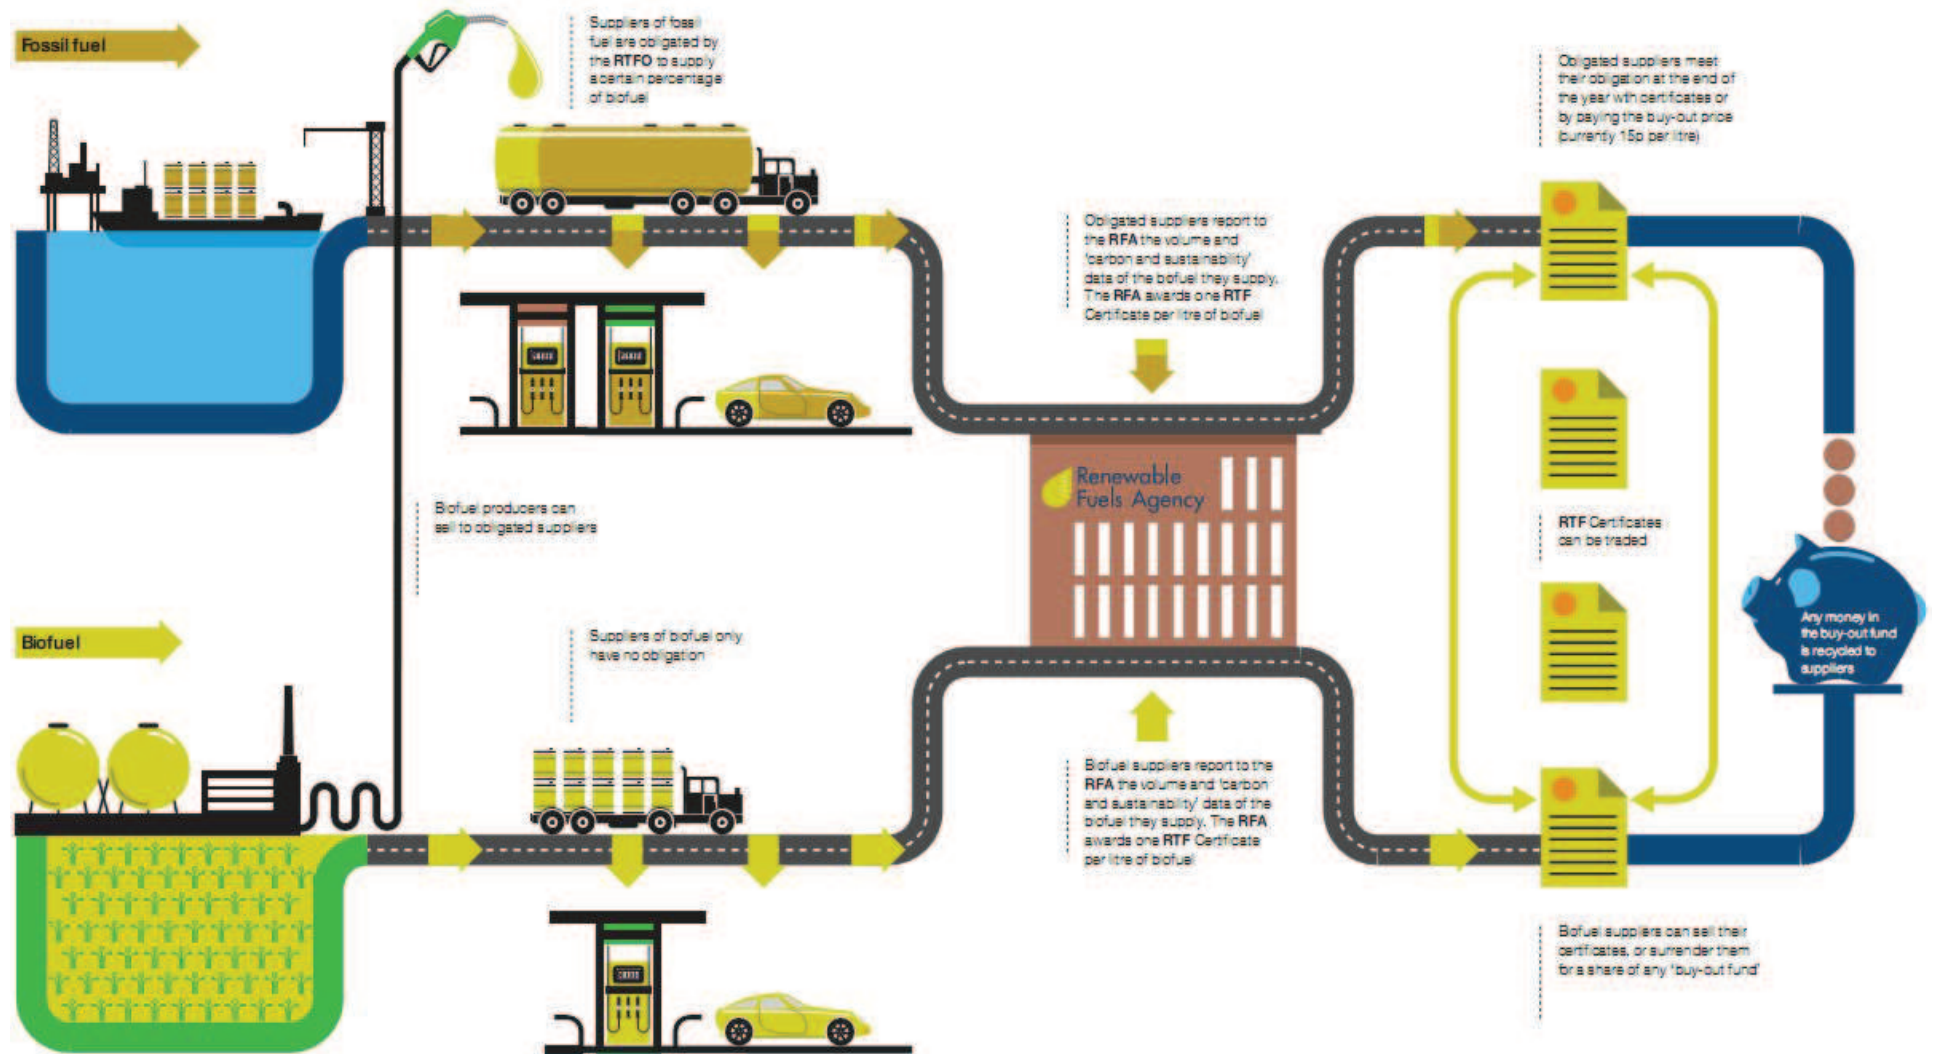 Fossil fuel
Suppliers of fossil
fuel are obligated by
the RTFO to supply
a certain percentage
of biofuel
Obligated suppliers meet
their obligation at the end of
the year with certificates or
by paying the buy-out price
(currently 15p per litre)
Obligated suppliers report to
the RFA the volume and
'carbon and sustainability'
data of the biofuel they supply.
The RFA awards one RTF
Certificate per litre of biofuel
Renewable
Fuels Agency
Biofuel producers can
sell to obligated suppliers
RTF Certificates
can be traded
Any money in
the buy-out fund
is recycled to
suppliers
Biofuel
Suppliers of biofuel only
have no obligation
Biofuel suppliers report to the
RFA the volume and 'carbon
and sustainability' data of the
biofuel they supply. The RFA
awards one RTF Certificate
per litre of biofuel
Biofuel suppliers can sell their
certificates, or surrender them
for a share of any 'buy-out fund'